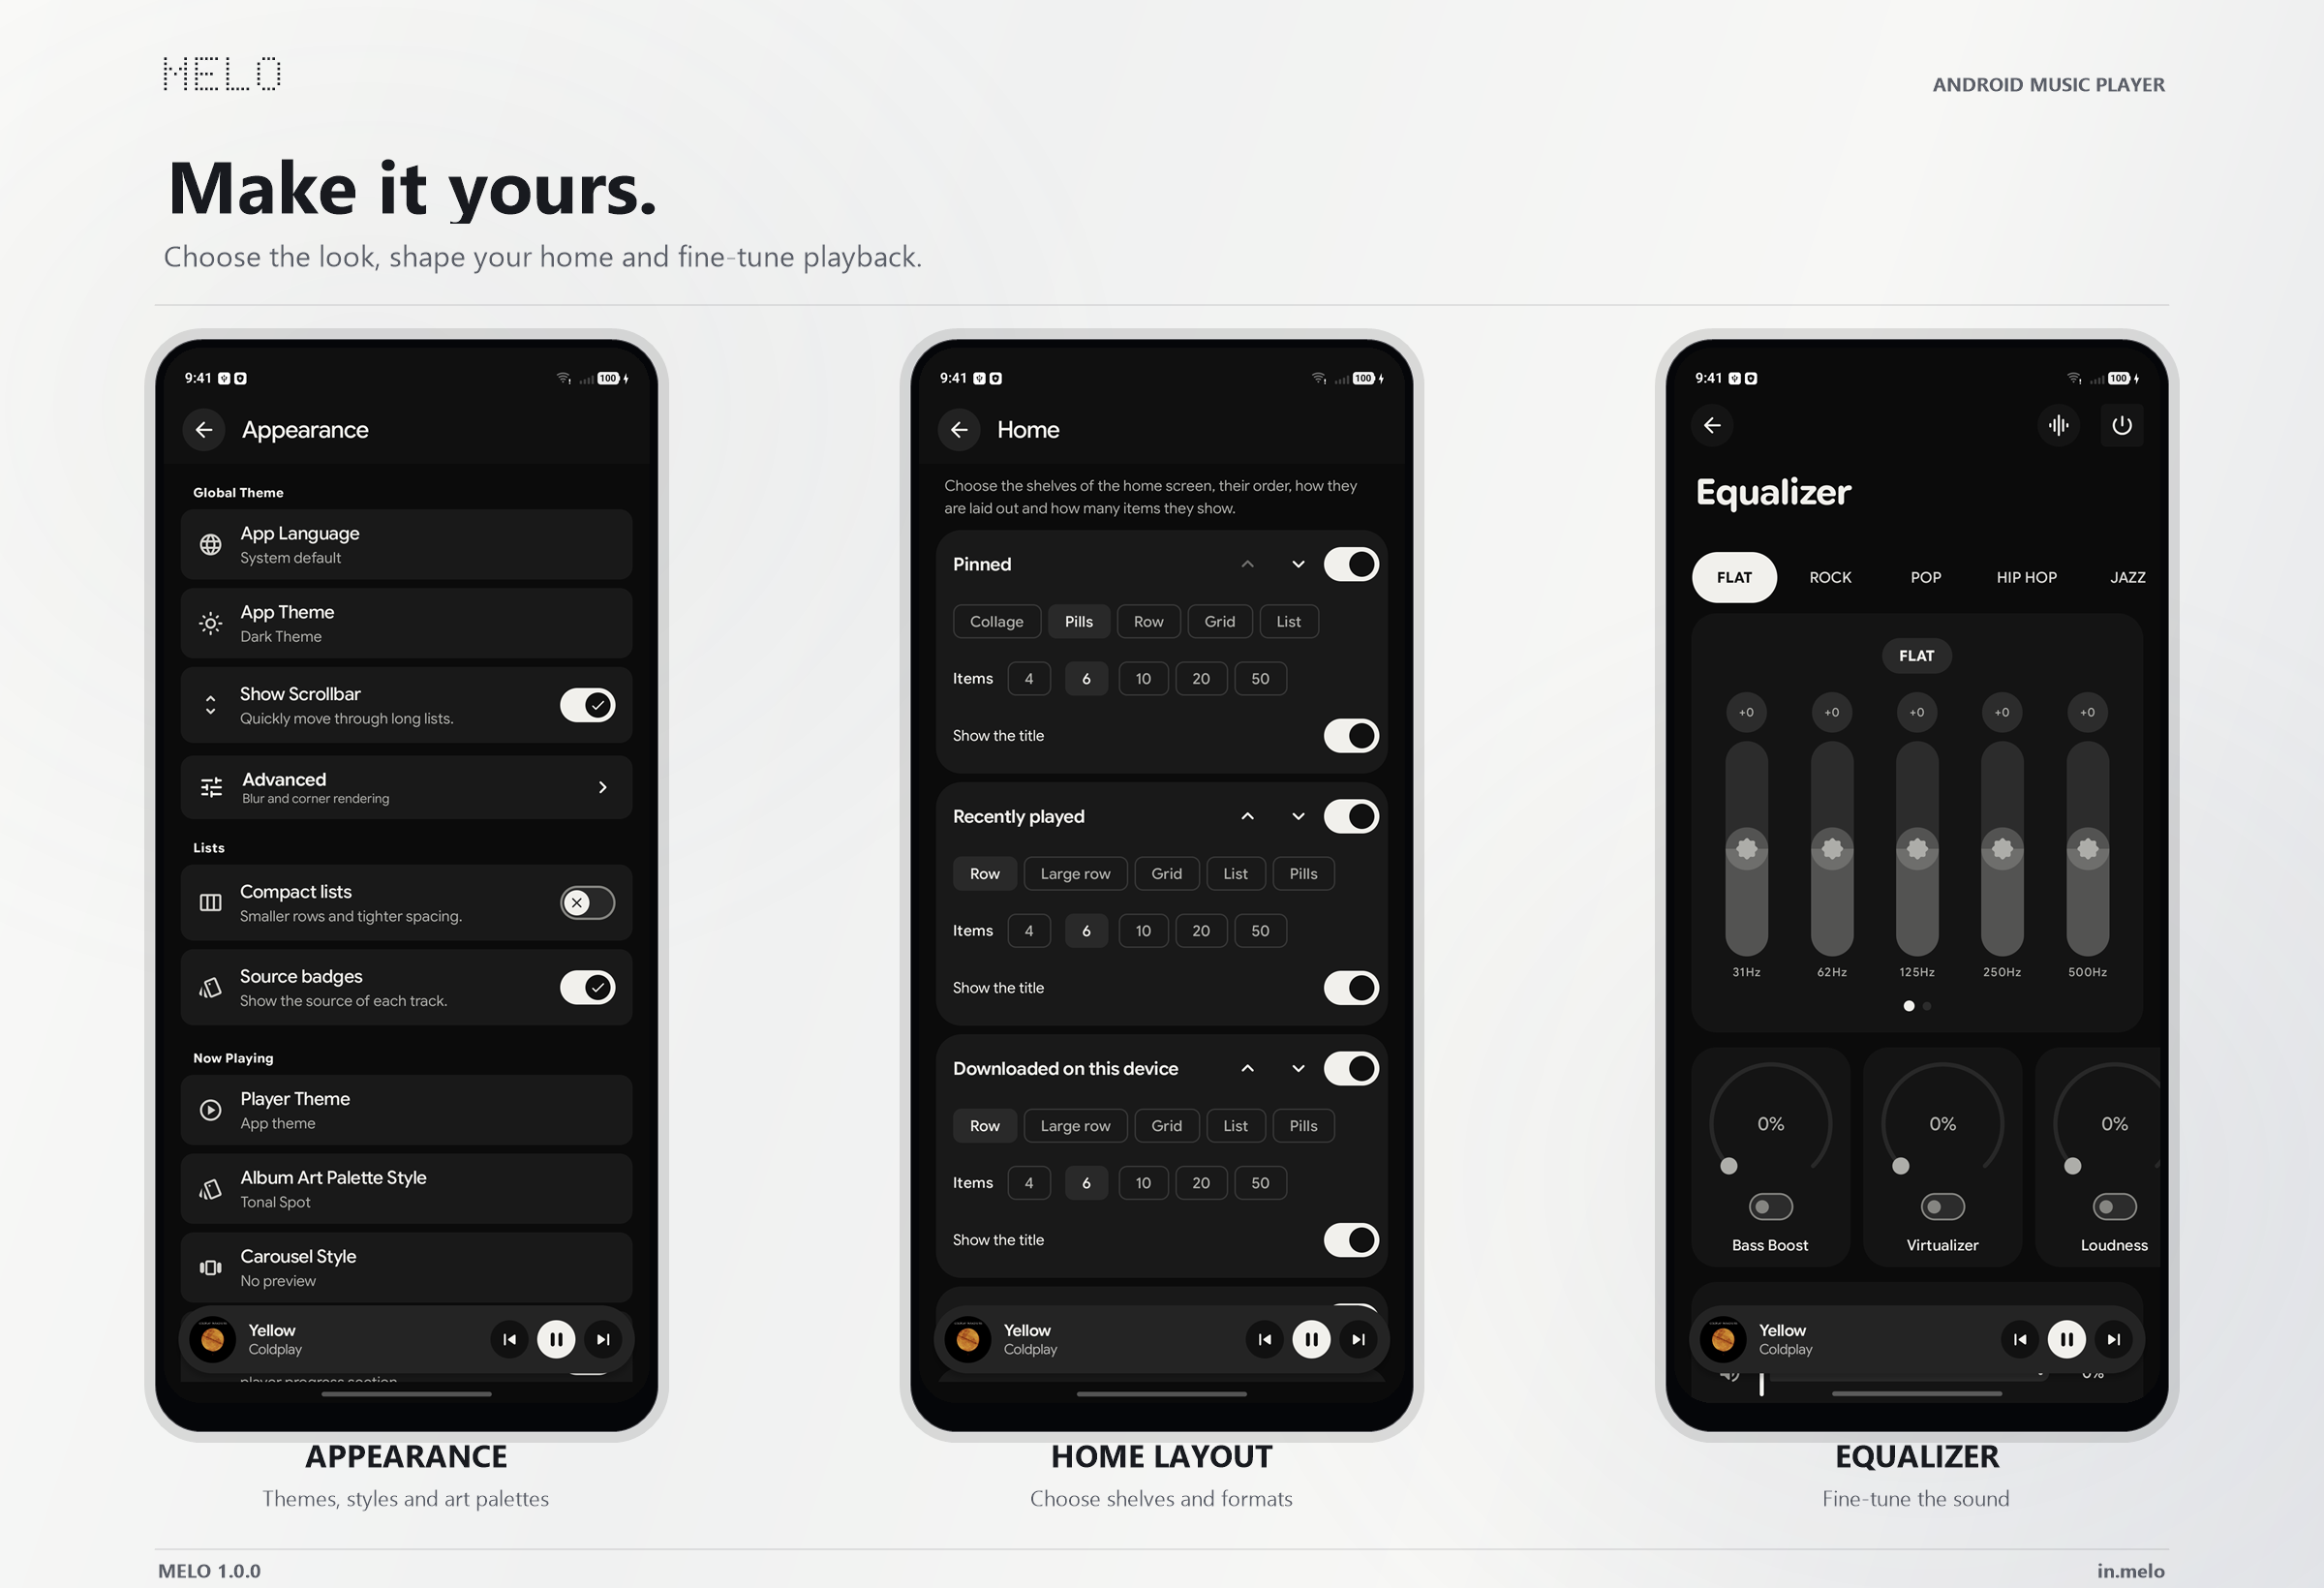 MELO
ANDROID MUSIC PLAYER
Make it yours.
Choose the look, shape your home and fine-tune playback.
9:41
100
Appearance
Global Theme
App Language
System default
App Theme
Dark Theme
Show Scrollbar
Quickly move through long lists.
Advanced
Blur and corner rendering
Lists
Compact lists
Smaller rows and tighter spacing.
Source badges
Show the source of each track.
Now Playing
Player Theme
App theme
Album Art Palette Style
Tonal Spot
Carousel Style
No preview
Yellow
Coldplay
player progress section
APPEARANCE
Themes, styles and art palettes
9:41
100
Home
Choose the shelves of the home screen, their order, how they
are laid out and how many items they show.
Pinned
Collage Pills Row Grid List
Items 4 6 10 20 50
Show the title
Recently played
Row Large row Grid List Pills
Items 4 6 10 20 50
Show the title
Downloaded on this device
Row Large row Grid List Pills
Items 4 6 10 20 50
Show the title
Yellow
Coldplay
HOME LAYOUT
Choose shelves and formats
9:41
100
Equalizer
FLAT ROCK POP HIP HOP JAZZ
FLAT
+0 +0 +0 +0 +0
31Hz 62Hz 125Hz 250Hz 500Hz
0% 0% 0%
Bass Boost Virtualizer Loudness
Yellow
Coldplay
0%
EQUALIZER
Fine-tune the sound
MELO 1.0.0
in.melo